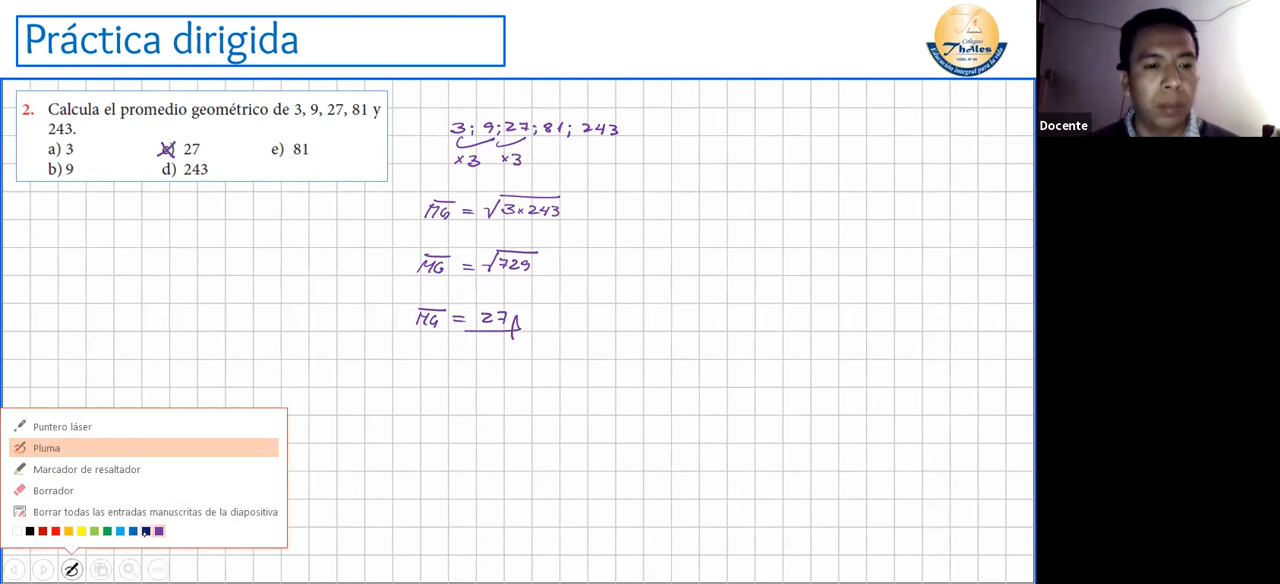 Práctica dirigida
Colegios
Thales
Educación integral para la vida
Docente
2. Calcula el promedio geométrico de 3, 9, 27, 81 y
243.
a) 3
27
e) 81
b) 9
d) 243
3; 9; 27; 81; 243
×3 ×3
MG = √3×243
MG = √729
MG = 27
Puntero láser
Pluma
Marcador de resaltador
Borrador
Borrar todas las entradas manuscritas de la diapositiva